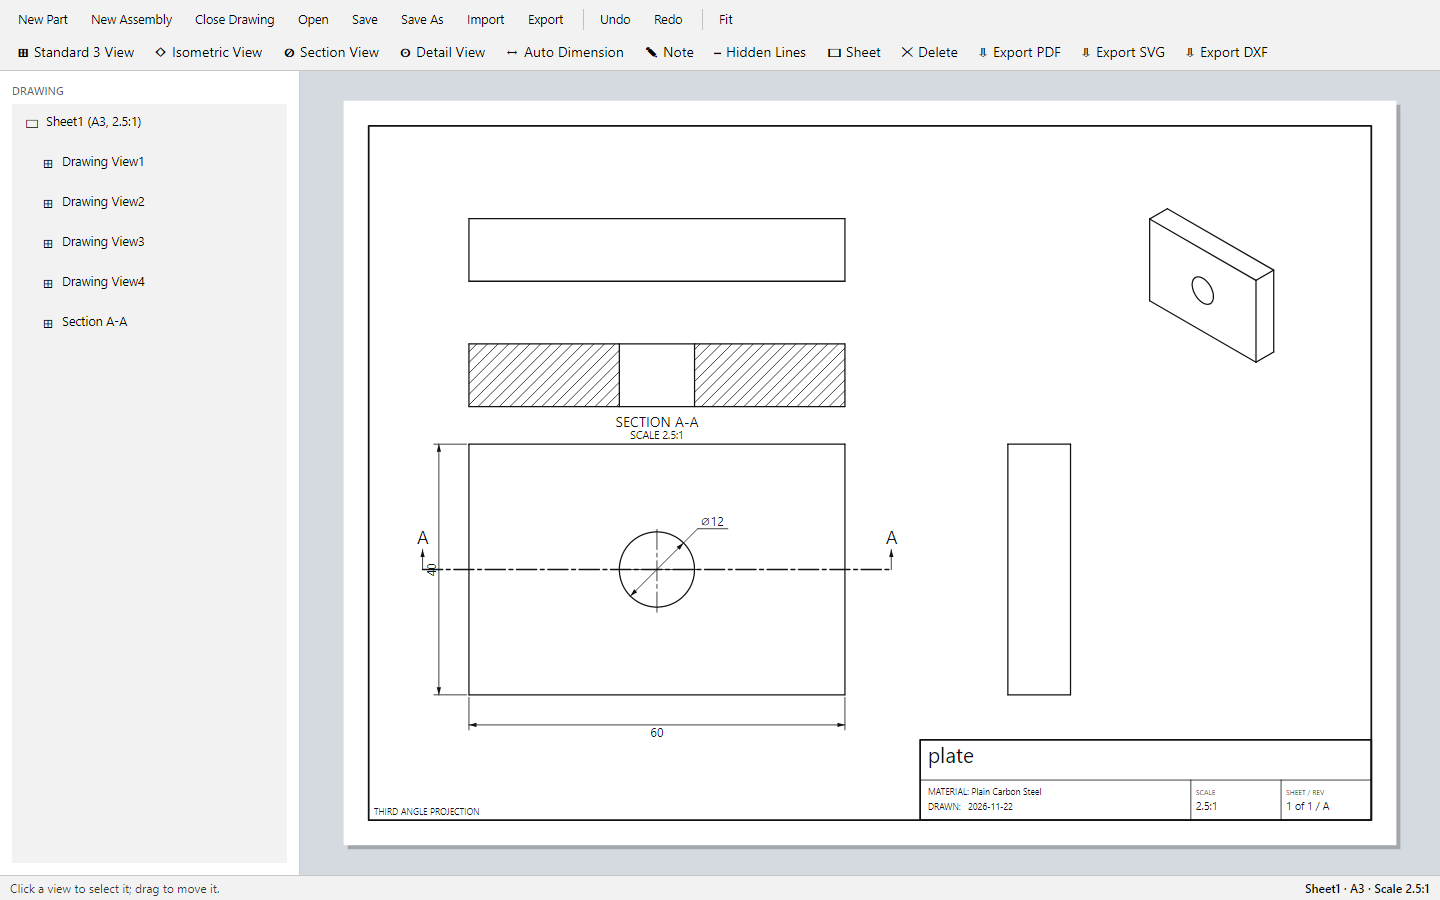 New Part New Assembly Close Drawing Open Save Save As Import Export Undo Redo Fit
Standard 3 View Isometric View Section View Detail View Auto Dimension Note Hidden Lines Sheet Delete Export PDF Export SVG Export DXF
DRAWING
Sheet1 (A3, 2.5:1)
Drawing View1
Drawing View2
Drawing View3
Drawing View4
Section A-A
SECTION A-A
SCALE 2.5:1
Ø12
A A
40
60
plate
MATERIAL: Plain Carbon Steel
DRAWN: 2026-11-22
SCALE
2.5:1
SHEET / REV
1 of 1 / A
THIRD ANGLE PROJECTION
Click a view to select it; drag to move it.
Sheet1 · A3 · Scale 2.5:1